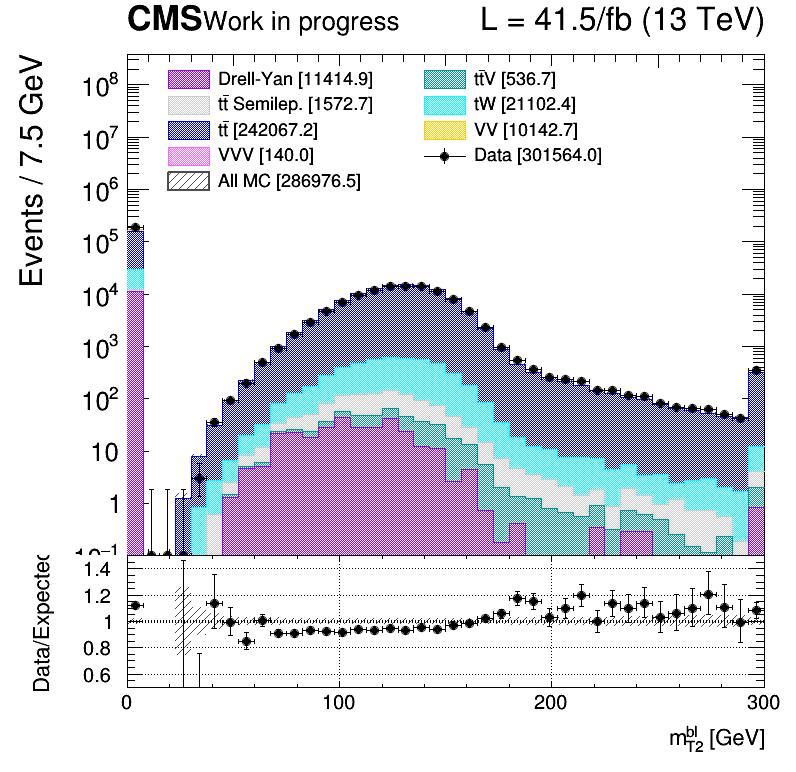 CMS Work in progress L = 41.5/fb (13 TeV)
Events / 7.5 GeV
Drell-Yan [11414.9]
tt̄ Semilep. [1572.7]
tt̄ [242067.2]
VVV [140.0]
All MC [286976.5]
tt̄V [536.7]
tW [21102.4]
VV [10142.7]
Data [301564.0]
10⁸
10⁷
10⁶
10⁵
10⁴
10³
10²
10
1
10⁻¹
Data/Expected
1.4
1.2
1
0.8
0.6
0 100 200 300
m_{T2}^{bl} [GeV]